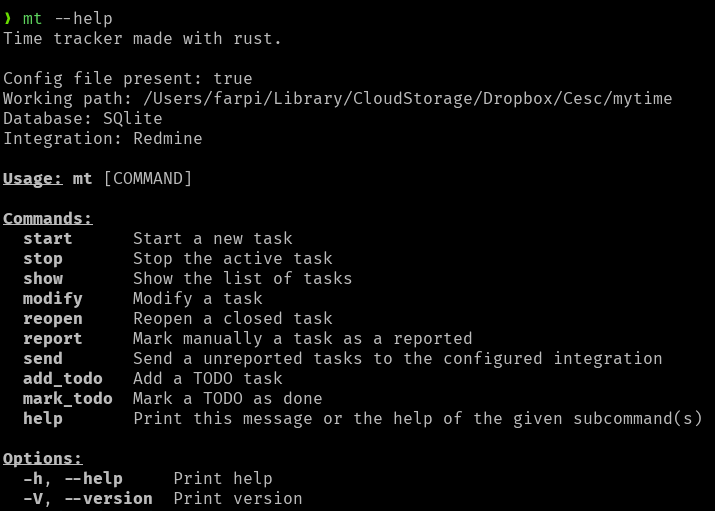 ❯ mt --help
Time tracker made with rust.
Config file present: true
Working path: /Users/farpi/Library/CloudStorage/Dropbox/Cesc/mytime
Database: SQlite
Integration: Redmine
Usage: mt [COMMAND]
Commands:
start Start a new task
stop Stop the active task
show Show the list of tasks
modify Modify a task
reopen Reopen a closed task
report Mark manually a task as a reported
send Send a unreported tasks to the configured integration
add_todo Add a TODO task
mark_todo Mark a TODO as done
help Print this message or the help of the given subcommand(s)
Options:
-h, --help Print help
-V, --version Print version